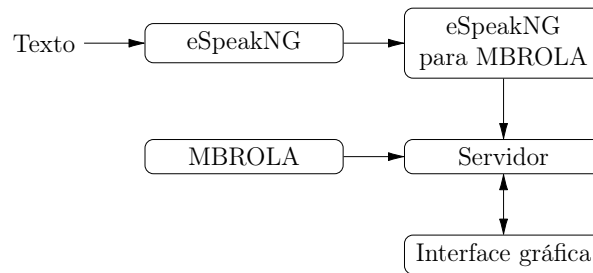 Texto
eSpeakNG
eSpeakNG
para MBROLA
MBROLA
Servidor
Interface gráfica